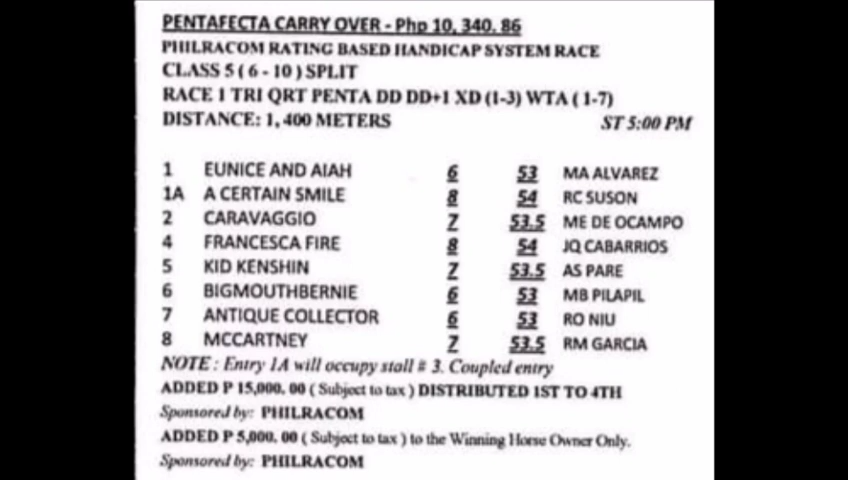 PENTAFECTA CARRY OVER - Php 10, 340. 86
PHILRACOM RATING BASED HANDICAP SYSTEM RACE
CLASS 5 ( 6 - 10 ) SPLIT
RACE 1 TRI QRT PENTA DD DD+1 XD (1-3) WTA ( 1-7)
DISTANCE: 1, 400 METERS ST 5:00 PM
1 EUNICE AND AIAH 6 53 MA ALVAREZ
1A A CERTAIN SMILE 8 54 RC SUSON
2 CARAVAGGIO 7 53.5 ME DE OCAMPO
4 FRANCESCA FIRE 8 54 JQ CABARRIOS
5 KID KENSHIN 7 53.5 AS PARE
6 BIGMOUTHBERNIE 6 53 MB PILAPIL
7 ANTIQUE COLLECTOR 6 53 RO NIU
8 MCCARTNEY 7 53.5 RM GARCIA
NOTE : Entry 1A will occupy stall # 3. Coupled entry
ADDED P 15,000. 00 ( Subject to tax ) DISTRIBUTED 1ST TO 4TH
Sponsored by: PHILRACOM
ADDED P 5,000. 00 ( Subject to tax ) to the Winning Horse Owner Only.
Sponsored by: PHILRACOM